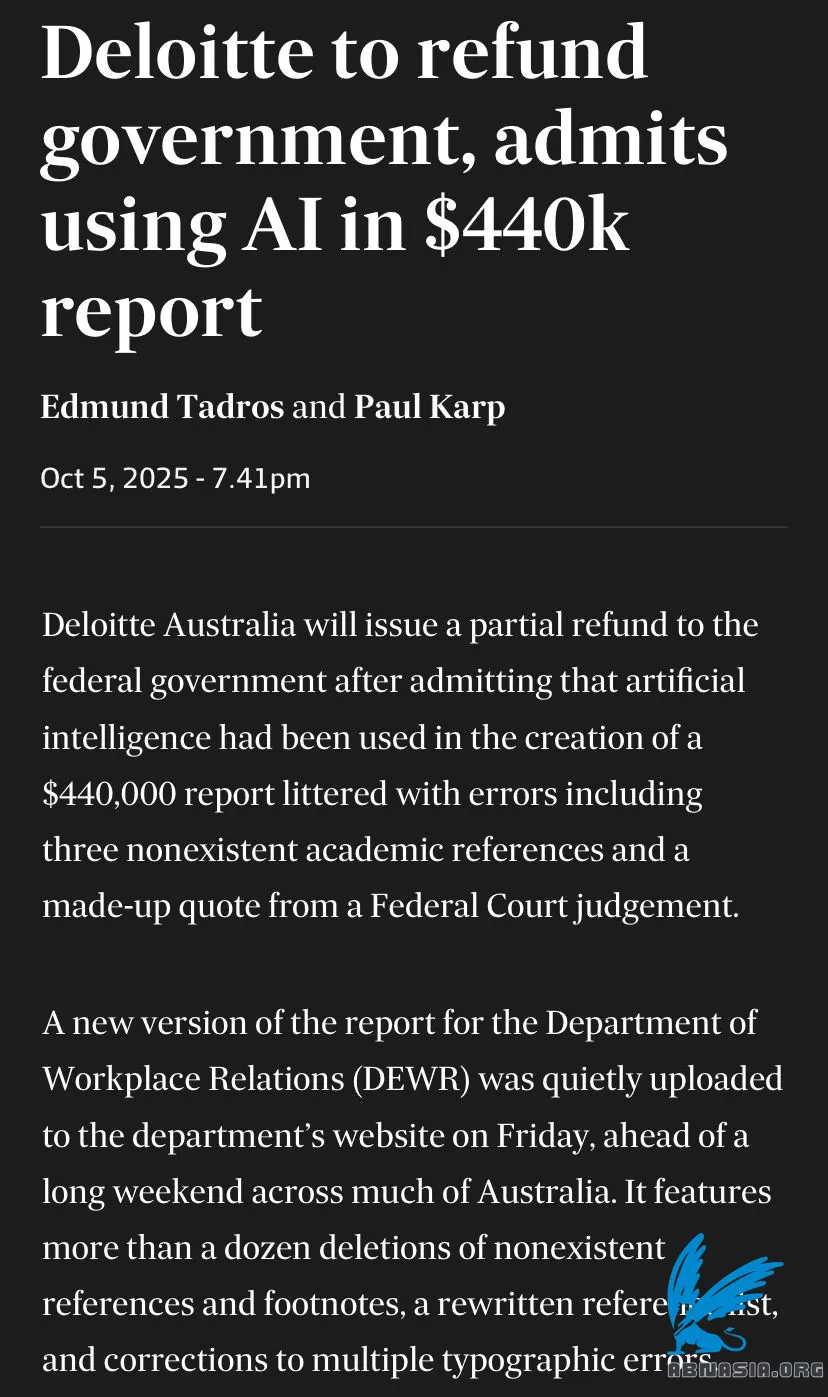 Deloitte to refund
government, admits
using AI in $440k
report
Edmund Tadros and Paul Karp
Oct 5, 2025 - 7.41pm
Deloitte Australia will issue a partial refund to the
federal government after admitting that artificial
intelligence had been used in the creation of a
$440,000 report littered with errors including
three nonexistent academic references and a
made-up quote from a Federal Court judgement.
A new version of the report for the Department of
Workplace Relations (DEWR) was quietly uploaded
to the department’s website on Friday, ahead of a
long weekend across much of Australia. It features
more than a dozen deletions of nonexistent
references and footnotes, a rewritten reference list,
and corrections to multiple typographic errors.
ABNASIA.ORG